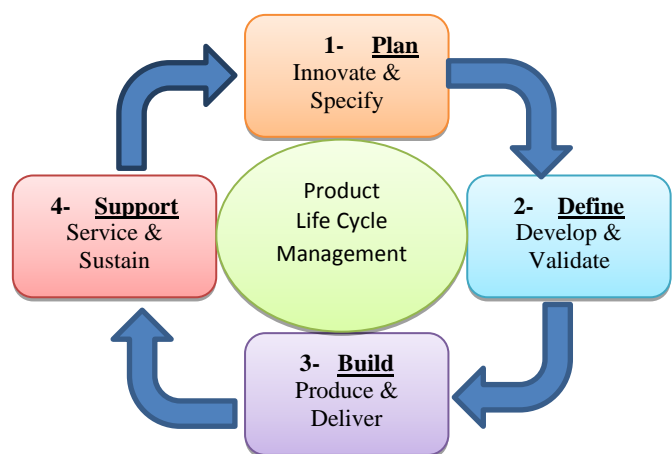 1- Plan
Innovate &
Specify
2- Define
Develop &
Validate
3- Build
Produce &
Deliver
4- Support
Service &
Sustain
Product
Life Cycle
Management